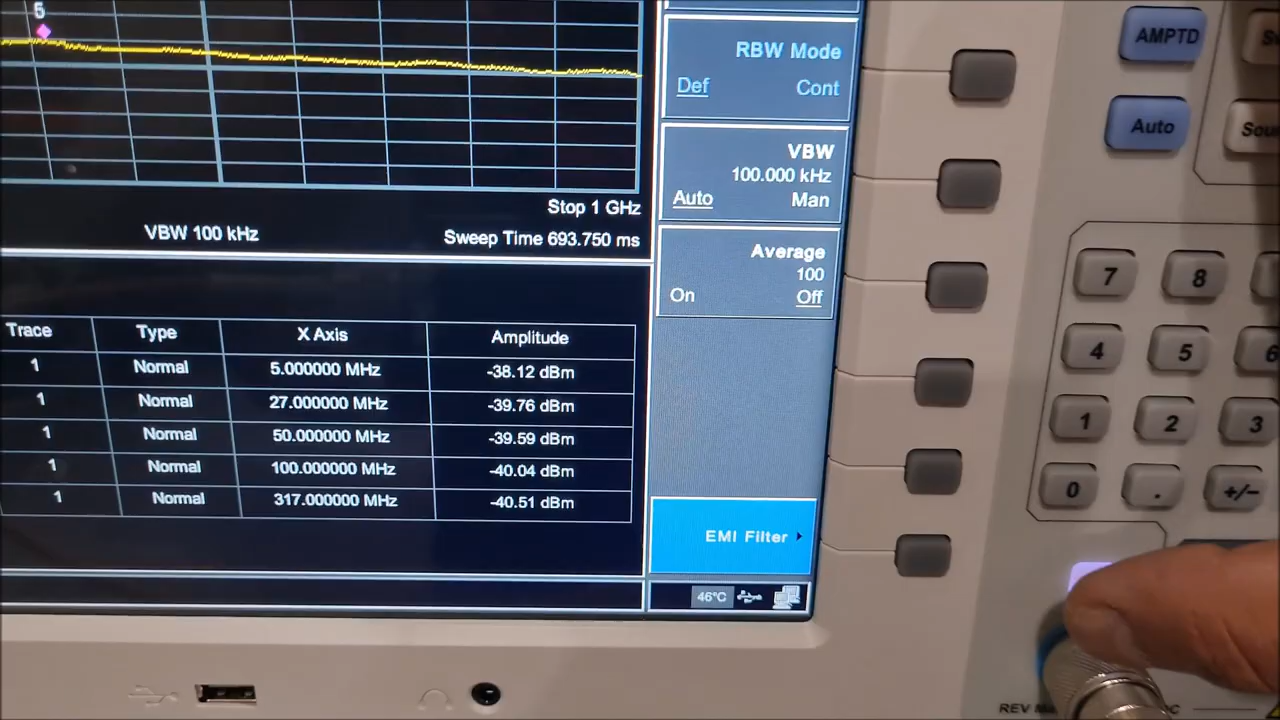 5
RBW Mode
Def Cont
VBW
100.000 kHz
Auto Man
Average
100
On Off
EMI Filter
46°C
Stop 1 GHz
VBW 100 kHz
Sweep Time 693.750 ms
Trace Type X Axis Amplitude
1 Normal 5.000000 MHz -38.12 dBm
1 Normal 27.000000 MHz -39.76 dBm
1 Normal 50.000000 MHz -39.59 dBm
1 Normal 100.000000 MHz -40.04 dBm
1 Normal 317.000000 MHz -40.51 dBm
AMPTD
Auto
7 8
4 5 6
1 2 3
0 . +/-